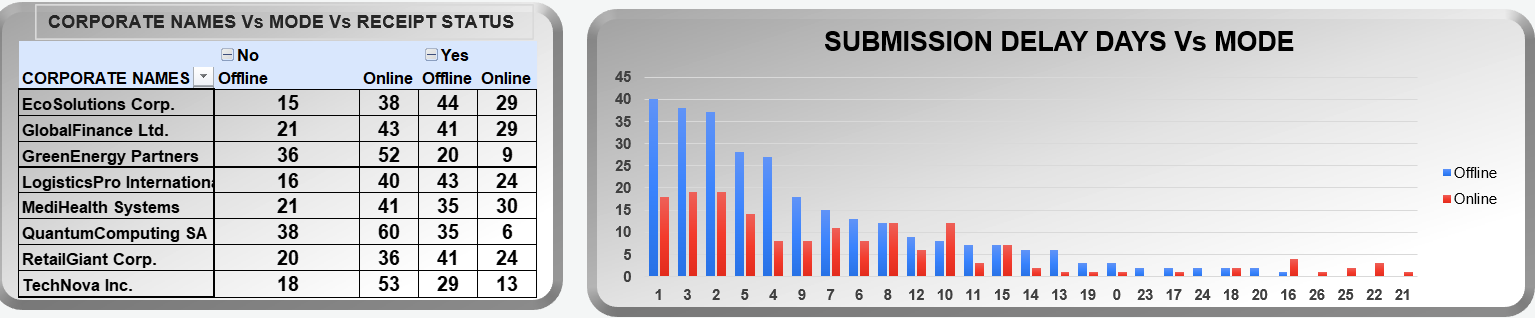 CORPORATE NAMES Vs MODE Vs RECEIPT STATUS
No Yes
CORPORATE NAMES Offline Online Offline Online
EcoSolutions Corp. 15 38 44 29
GlobalFinance Ltd. 21 43 41 29
GreenEnergy Partners 36 52 20 9
LogisticsPro Internationa 16 40 43 24
MediHealth Systems 21 41 35 30
QuantumComputing SA 38 60 35 6
RetailGiant Corp. 20 36 41 24
TechNova Inc. 18 53 29 13
SUBMISSION DELAY DAYS Vs MODE
45
40
35
30
25
20
15
10
5
0
1 3 2 5 4 9 7 6 8 12 10 11 15 14 13 19 0 23 17 24 18 20 16 26 25 22 21
Offline
Online